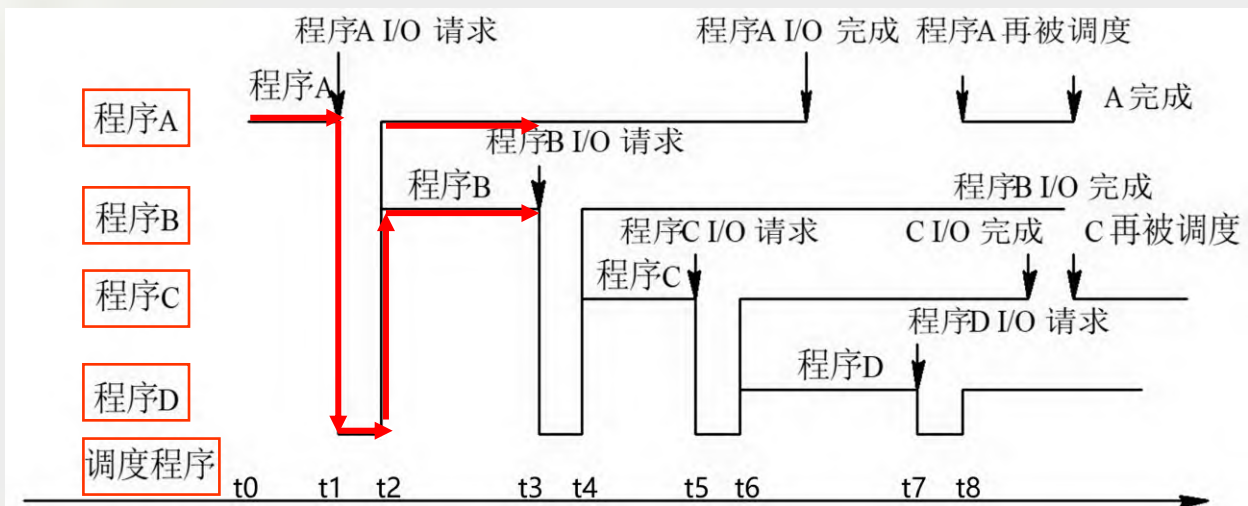 程序A I/O 请求
程序A I/O 完成
程序A 再被调度
程序A
程序A
A 完成
程序B I/O 请求
程序B
程序B
程序B I/O 完成
程序C I/O 请求
C I/O 完成
C 再被调度
程序C
程序C
程序D I/O 请求
程序D
程序D
调度程序
t0 t1 t2 t3 t4 t5 t6 t7 t8